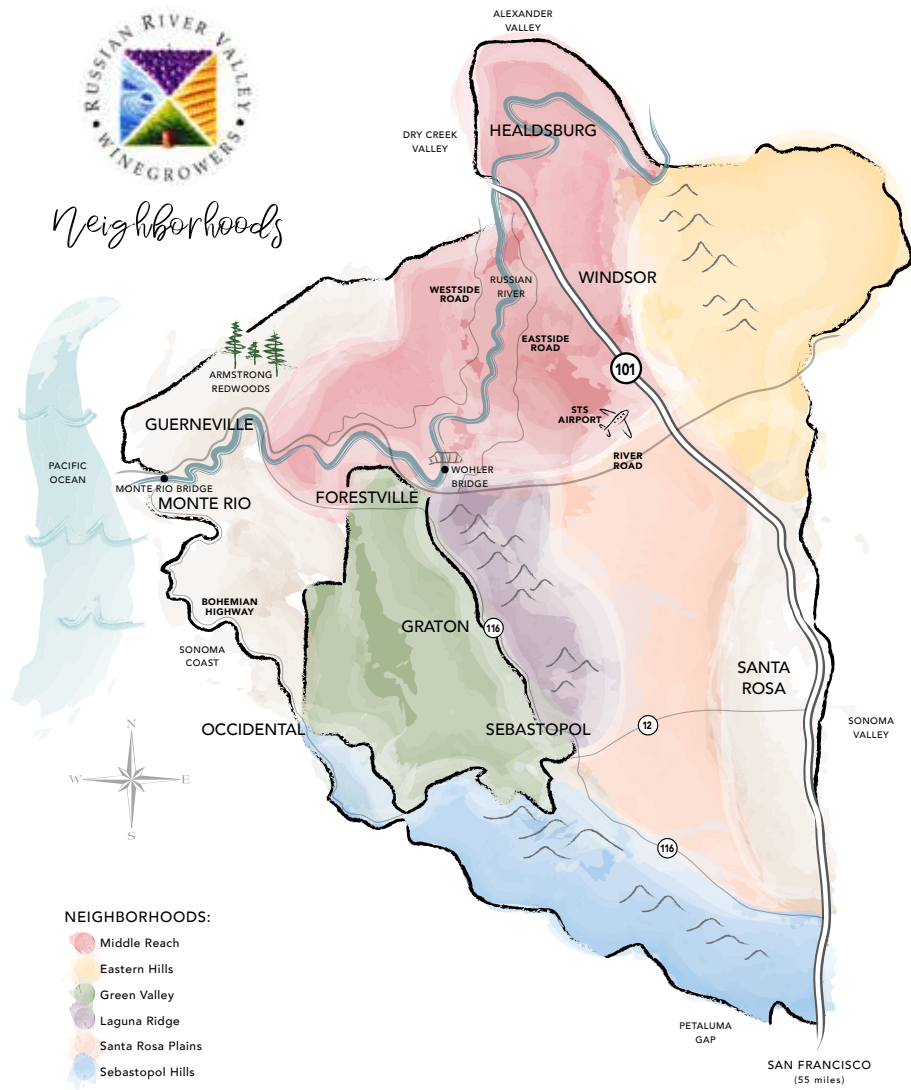 RUSSIAN RIVER VALLEY
• WINEGROWERS •
Neighborhoods
ALEXANDER
VALLEY
DRY CREEK
VALLEY
HEALDSBURG
WINDSOR
WESTSIDE
ROAD
RUSSIAN
RIVER
EASTSIDE
ROAD
101
ARMSTRONG
REDWOODS
STS
AIRPORT
GUERNEVILLE
RIVER
ROAD
PACIFIC
OCEAN
WOHLER
BRIDGE
MONTE RIO BRIDGE
MONTE RIO
FORESTVILLE
BOHEMIAN
HIGHWAY
GRATON
116
SONOMA
COAST
SANTA
ROSA
OCCIDENTAL
SEBASTOPOL
12
SONOMA
VALLEY
N
W
E
S
116
NEIGHBORHOODS:
Middle Reach
Eastern Hills
Green Valley
Laguna Ridge
Santa Rosa Plains
Sebastopol Hills
PETALUMA
GAP
SAN FRANCISCO
(55 miles)